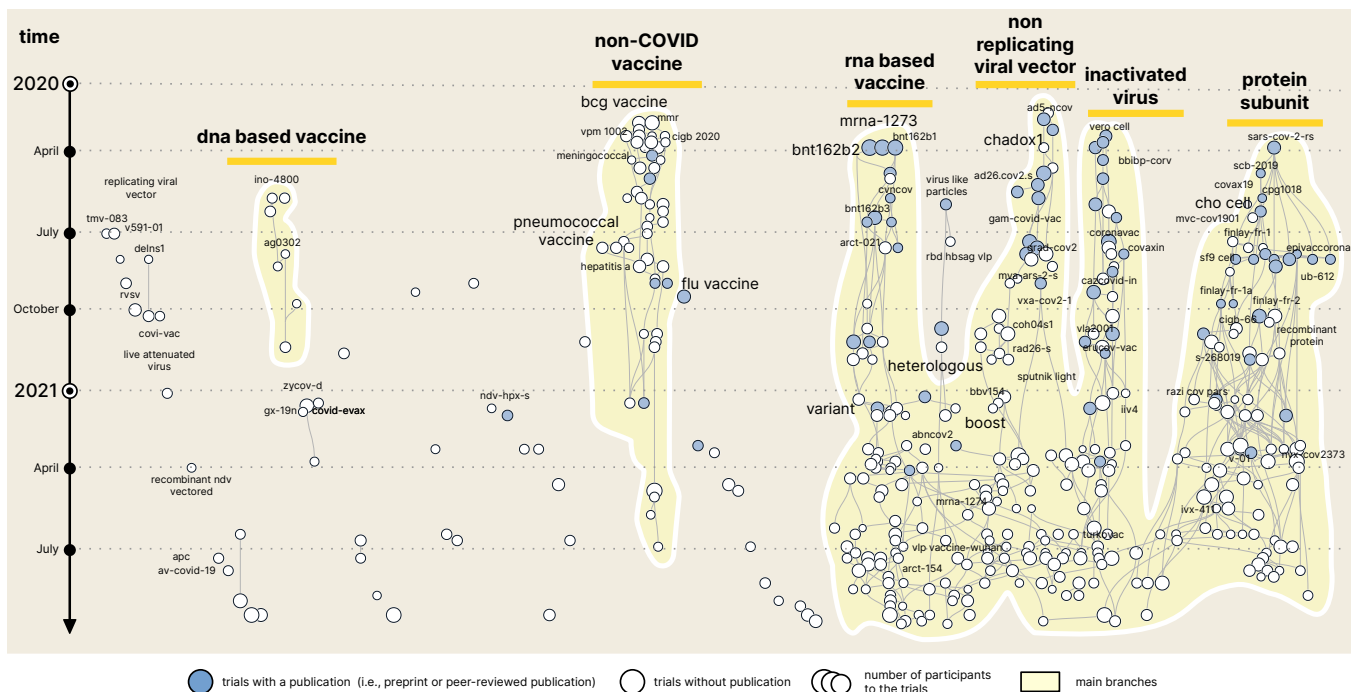 time
2020
April
July
October
2021
April
July
non-COVID
vaccine
rna based
vaccine
non
replicating
viral vector
inactivated
virus
protein
subunit
dna based vaccine
replicating viral
vector
tmv-083
v591-01
delns1
rvsv
covi-vac
live attenuated
virus
recombinant ndv
vectored
apc
av-covid-19
ino-4800
ag0302
zycov-d
gx-19n
covid-evax
ndv-hpx-s
bcg vaccine
mmr
vpm 1002
cigb 2020
meningococcal
pneumococcal
vaccine
hepatitis a
flu vaccine
mrna-1273
bnt162b1
bnt162b2
cvncov
bnt162b3
arct-021
virus like
particles
rbd hbsag vlp
heterologous
variant
abncov2
boost
mrna-1274
vlp vaccine-wuhan
arct-154
ad5-ncov
chadox1
ad26.cov2.s
gam-covid-vac
grad-cov2
mva-ars-2-s
vxa-cov2-1
coh04s1
rad26-s
sputnik light
bbv154
vero cell
bbibp-corv
coronavac
covaxin
cazcovid-in
vla2001
erucov-vac
iiv4
turkovac
sars-cov-2-rs
scb-2019
covax19
cpg1018
cho cell
mvc-cov1901
finlay-fr-1
epivaccorona
sf9 cell
ub-612
finlay-fr-1a
finlay-fr-2
cigb-66
recombinant
protein
s-268019
razi cov pars
v-01
nvx-cov2373
ivx-411
trials with a publication (i.e., preprint or peer-reviewed publication)
trials without publication
number of participants
to the trials
main branches